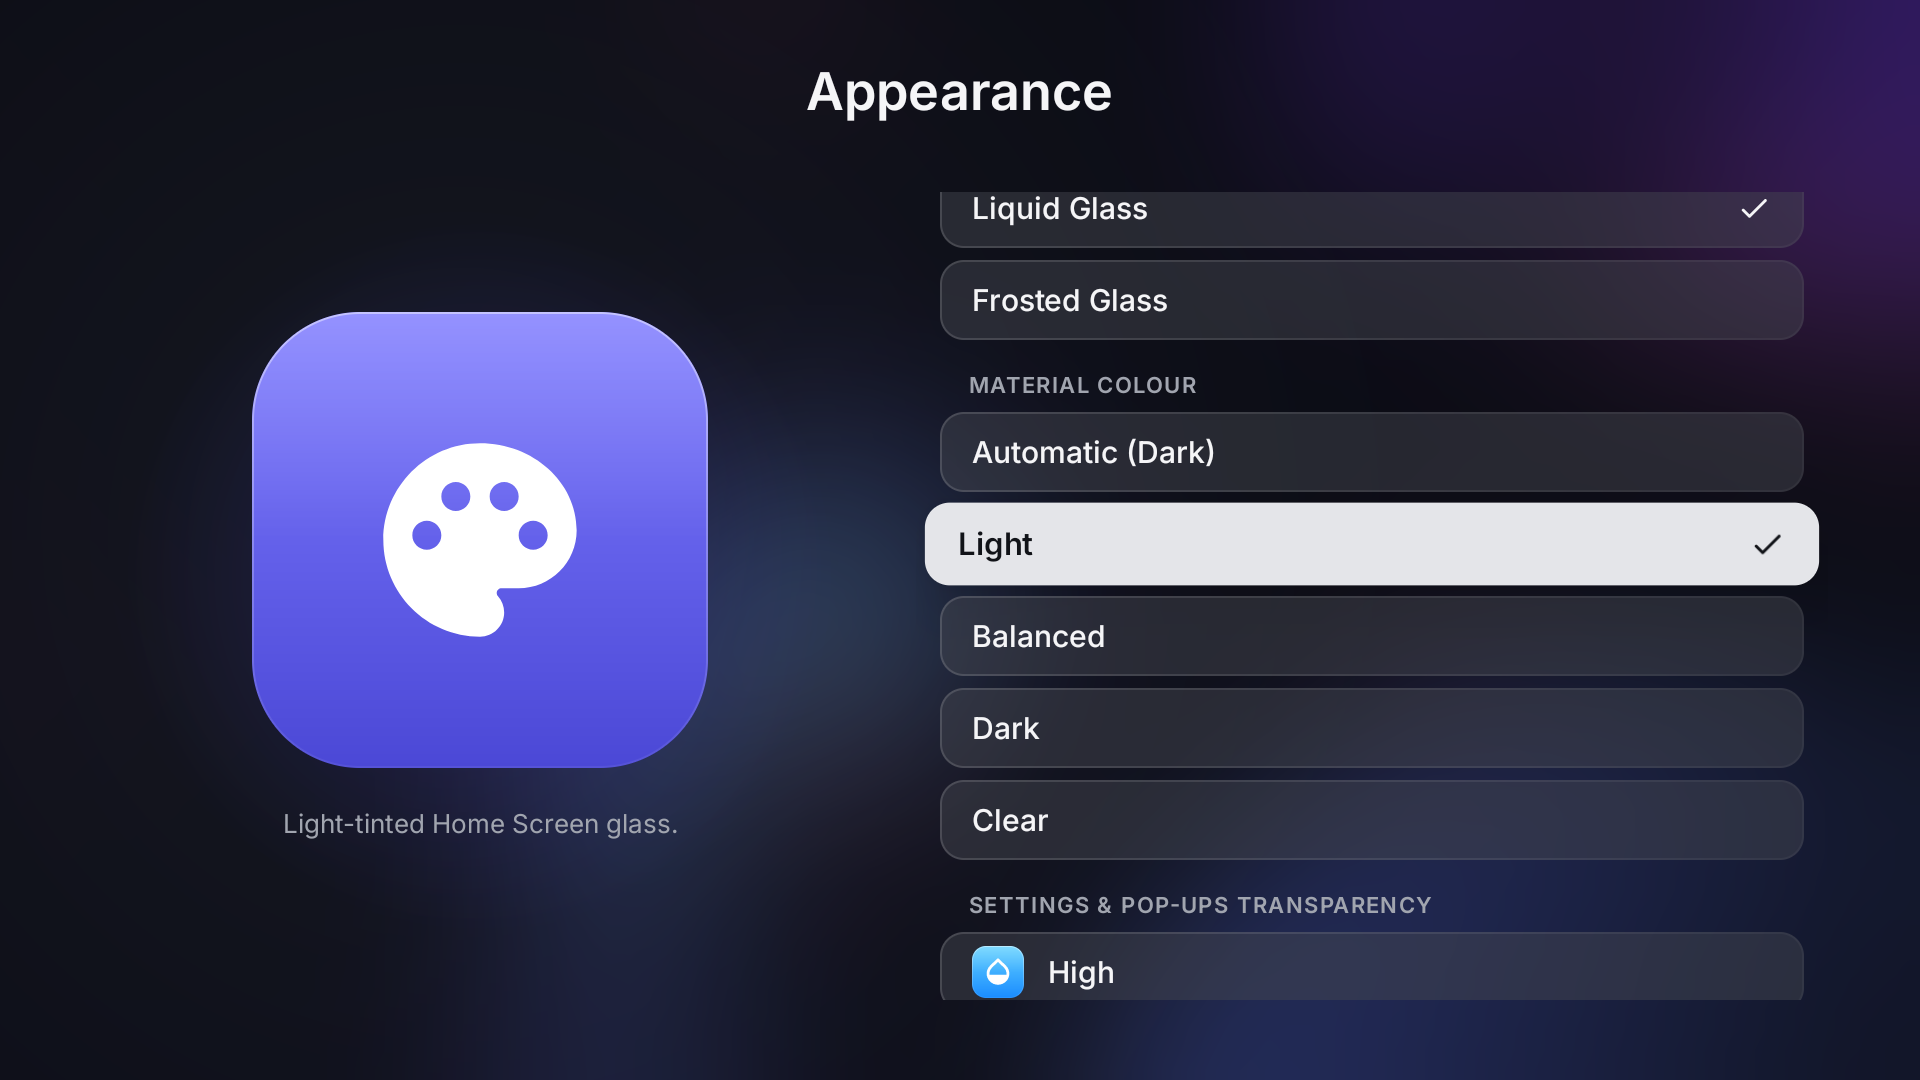 Appearance
Liquid Glass
Frosted Glass
MATERIAL COLOUR
Automatic (Dark)
Light
Balanced
Dark
Clear
Light-tinted Home Screen glass.
SETTINGS & POP-UPS TRANSPARENCY
High